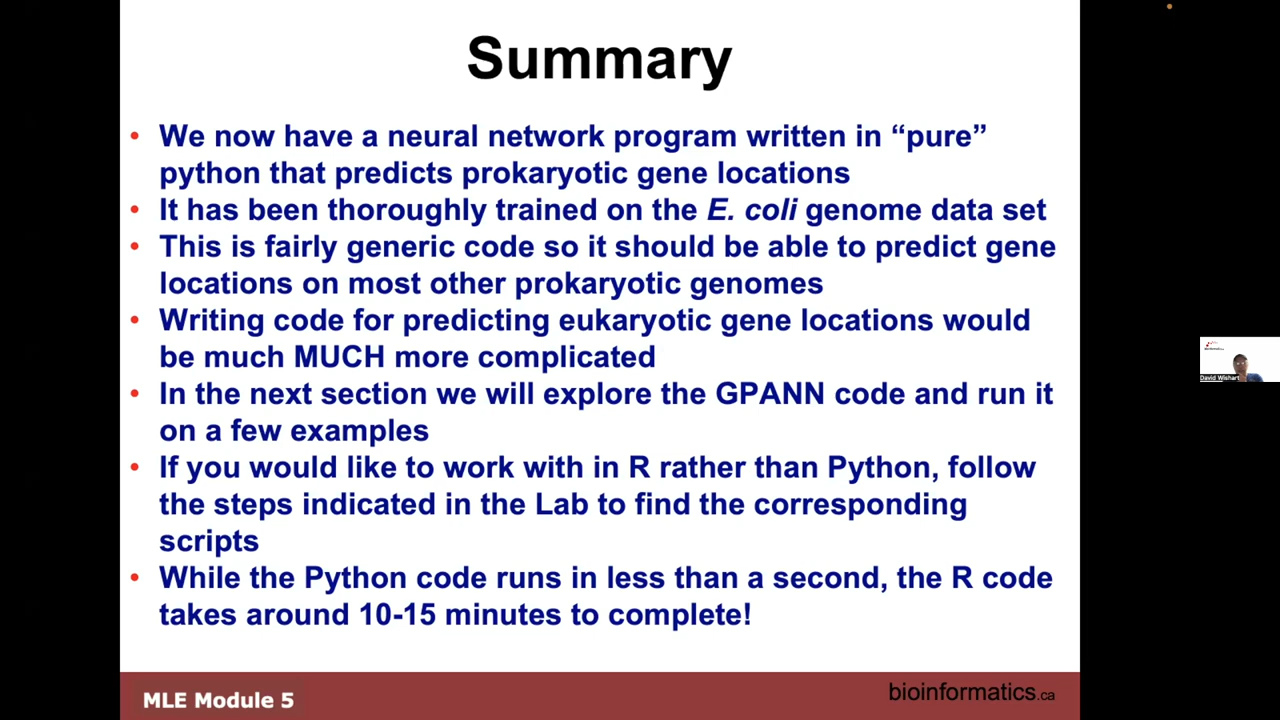 Summary
• We now have a neural network program written in “pure”
python that predicts prokaryotic gene locations
• It has been thoroughly trained on the E. coli genome data set
• This is fairly generic code so it should be able to predict gene
locations on most other prokaryotic genomes
• Writing code for predicting eukaryotic gene locations would
be much MUCH more complicated
• In the next section we will explore the GPANN code and run it
on a few examples
• If you would like to work with in R rather than Python, follow
the steps indicated in the Lab to find the corresponding
scripts
• While the Python code runs in less than a second, the R code
takes around 10-15 minutes to complete!
MLE Module 5
bioinformatics.ca
David Wishart